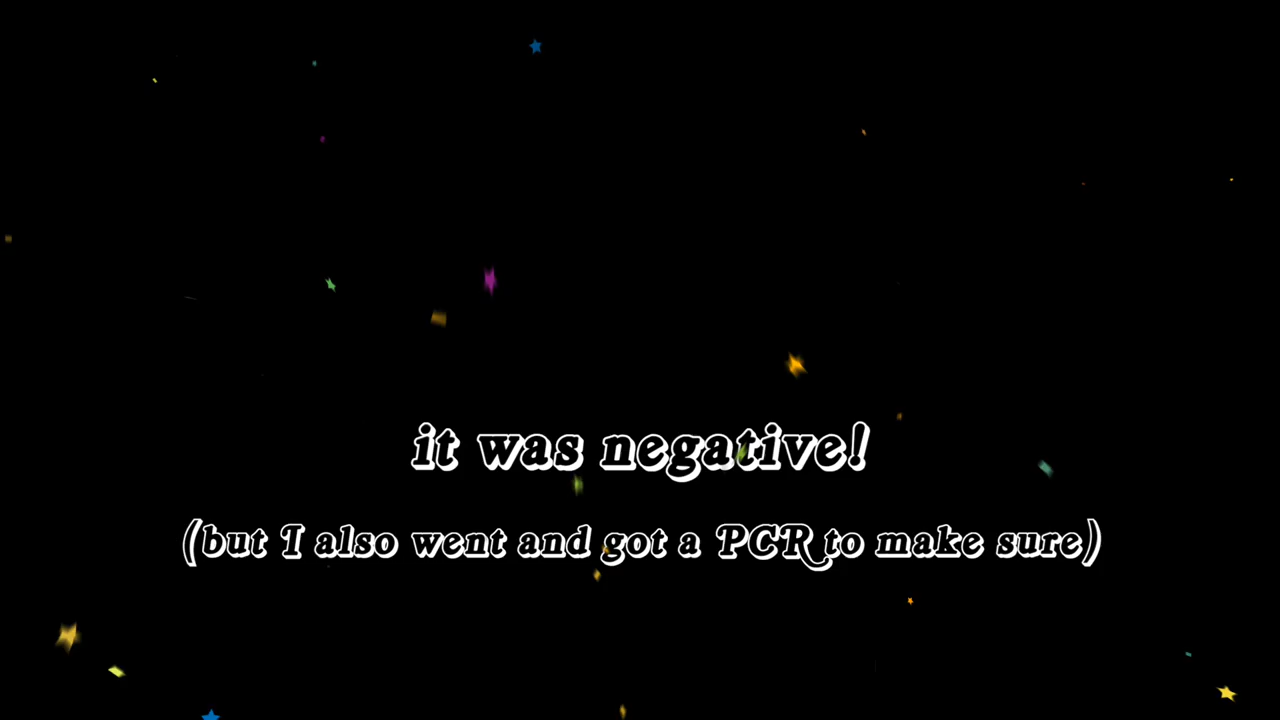 it was negative!
(but I also went and got a PCR to make sure)